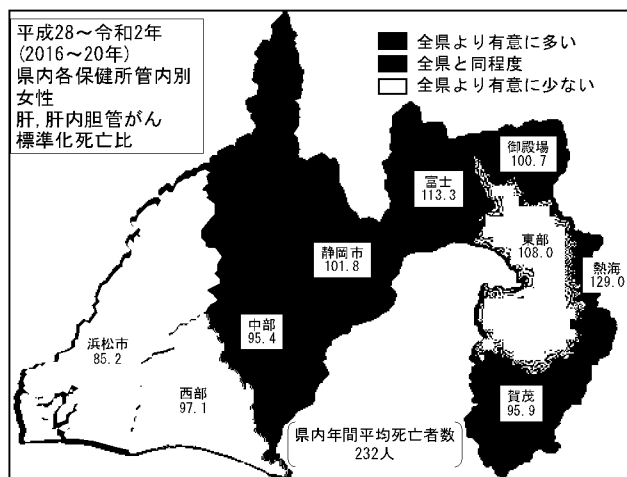 平成28～令和2年
(2016～20年)
県内各保健所管内別
女性
肝,肝内胆管がん
標準化死亡比
全県より有意に多い
全県と同程度
全県より有意に少ない
御殿場
100.7
富士
113.3
東部
108.0
熱海
129.0
静岡市
101.8
中部
95.4
浜松市
85.2
西部
97.1
賀茂
95.9
県内年間平均死亡者数
232人